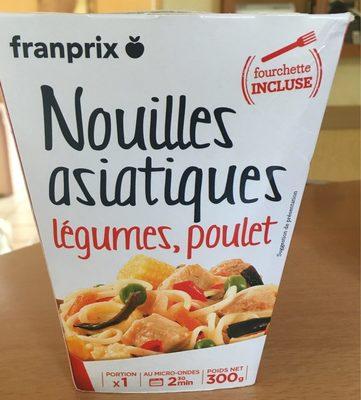 franprix
fourchette
INCLUSE
Nouilles
asiatiques
légumes, poulet
Suggestion de présentation
PORTION
x1
AU MICRO-ONDES
2'30 min
POIDS NET
300g